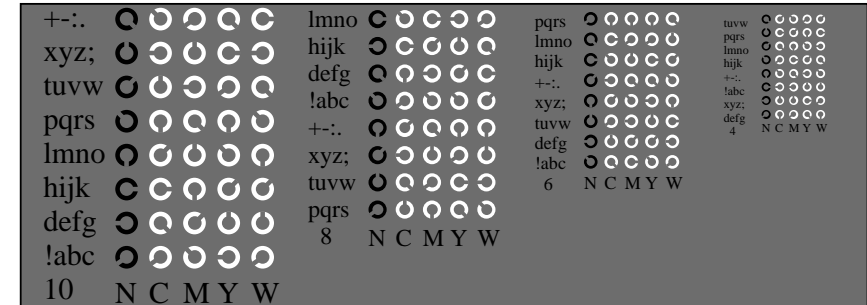 +-:.
xyz;
tuvw
pqrs
lmno
hijk
defg
!abc
10 N C M Y W
lmno
hijk
defg
!abc
+-:.
xyz;
tuvw
pqrs
8 N C M Y W
pqrs
lmno
hijk
+-:.
xyz;
tuvw
defg
!abc
6 N C M Y W
tuvw
pqrs
lmno
hijk
+-:.
!abc
xyz;
defg
4 N C M Y W